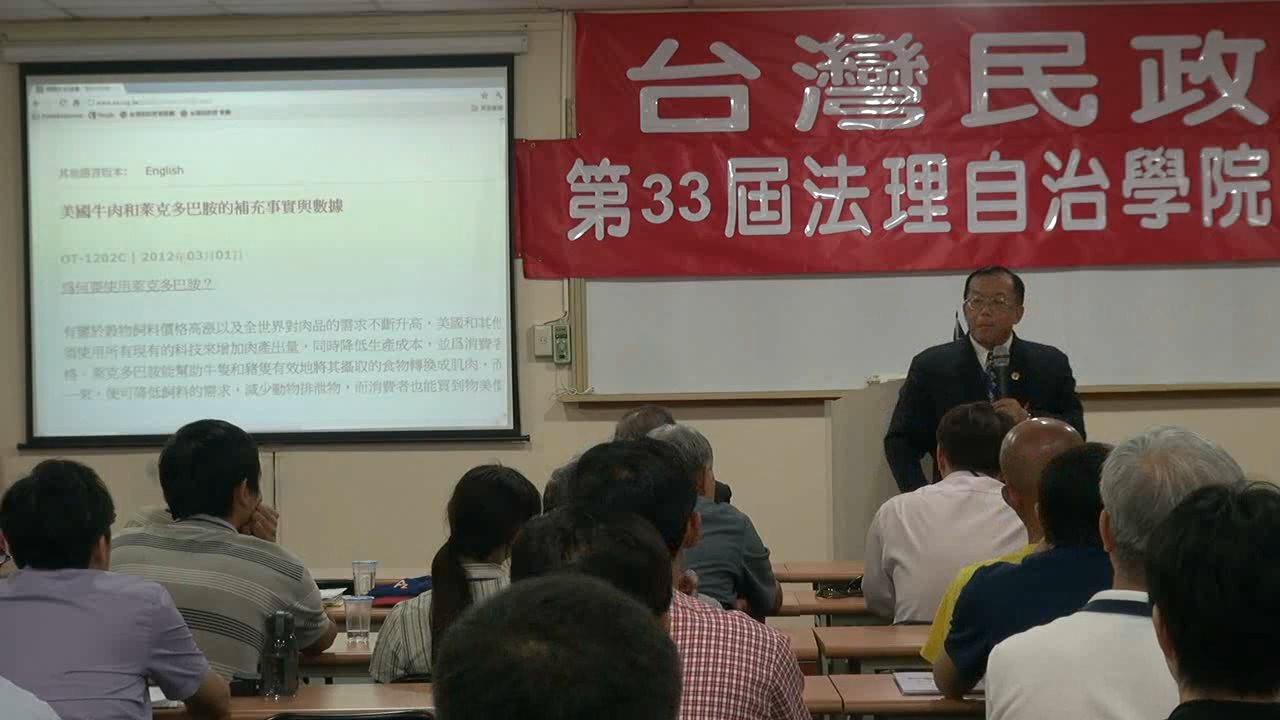 台灣民政
第33屆法理自治學院
其他語言版本： English
美國牛肉和萊克多巴胺的補充事實與數據
OT-1202C | 2012年03月01日
為何要使用萊克多巴胺？
有鑒於穀物飼料價格高漲以及全世界對肉品的需求不斷升高，美國和其他
須使用所有現有的科技來增加肉產出量，同時降低生產成本，並為消費者
格。萊克多巴胺能幫助牛隻和豬隻有效地將其攝取的食物轉換成肌肉，而
一來，便可降低飼料的需求，減少動物排泄物，而消費者也能買到物美價